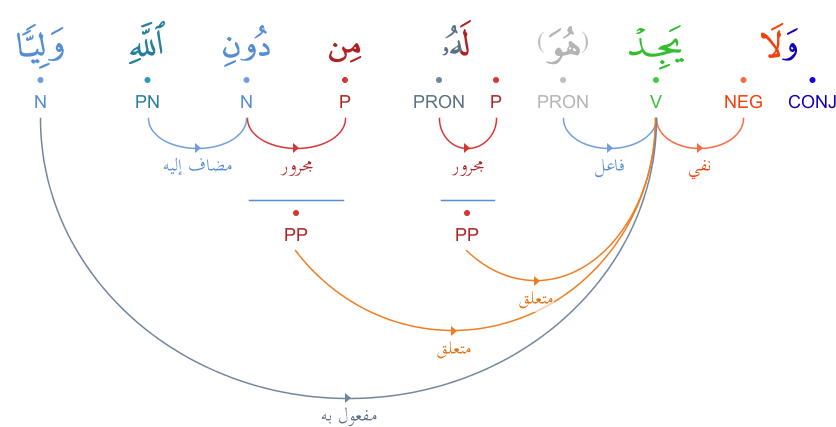 وَلَا يَجِدْ (هُوَ) لَهُۥ مِن دُونِ ٱللَّهِ وَلِيًّا
CONJ NEG V PRON P PRON P N PN N
نفي فاعل مجرور مجرور مضاف إليه
PP PP
متعلق
متعلق
مفعول به